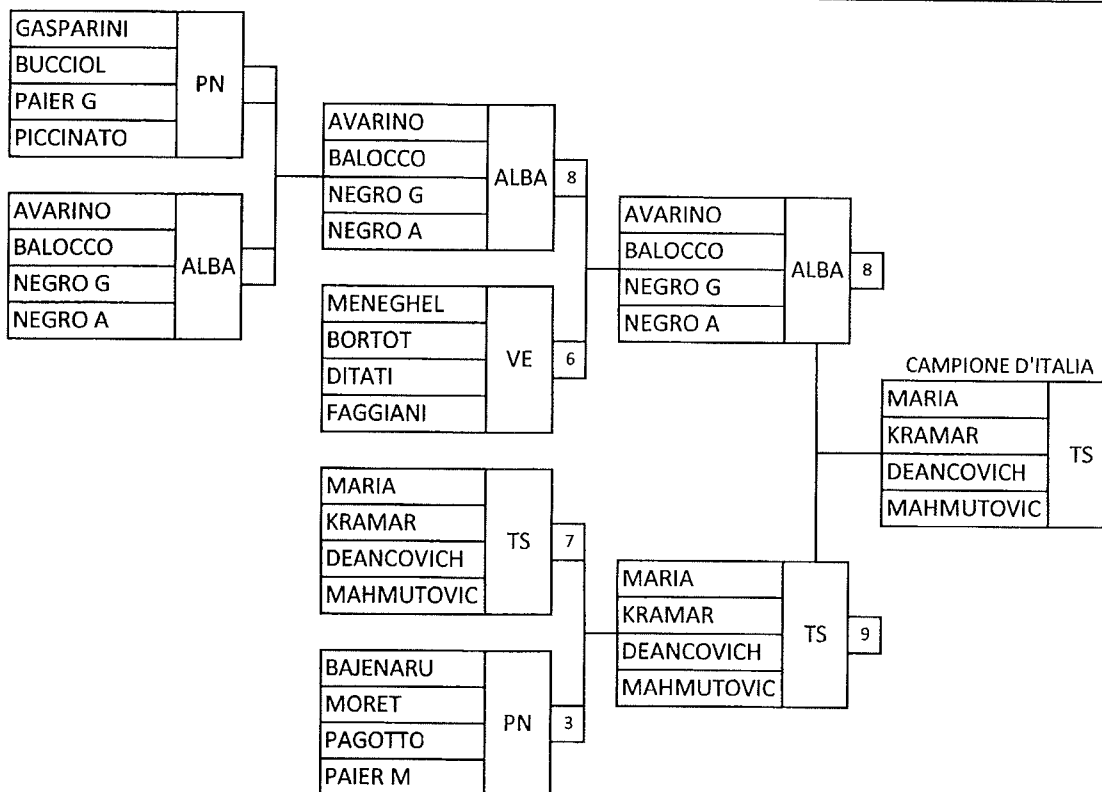 GASPARINI
BUCCIOL
PAIER G
PICCINATO
PN
AVARINO
BALOCCO
NEGRO G
NEGRO A
ALBA
AVARINO
BALOCCO
NEGRO G
NEGRO A
ALBA
8
MENEGHEL
BORTOT
DITATI
FAGGIANI
VE
6
MARIA
KRAMAR
DEANCOVICH
MAHMUTOVIC
TS
7
BAJENARU
MORET
PAGOTTO
PAIER M
PN
3
AVARINO
BALOCCO
NEGRO G
NEGRO A
ALBA
8
MARIA
KRAMAR
DEANCOVICH
MAHMUTOVIC
TS
9
CAMPIONE D'ITALIA
MARIA
KRAMAR
DEANCOVICH
MAHMUTOVIC
TS